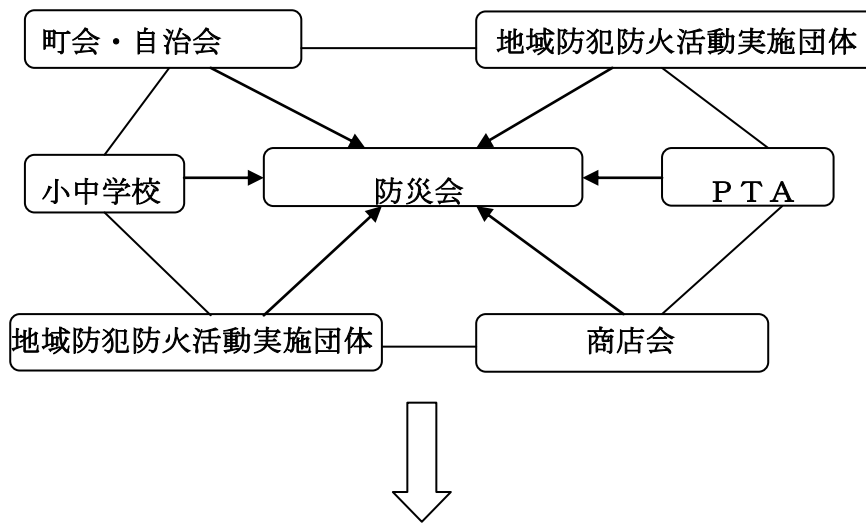 町会・自治会
地域防犯防火活動実施団体
小中学校
防災会
ＰＴＡ
地域防犯防火活動実施団体
商店会